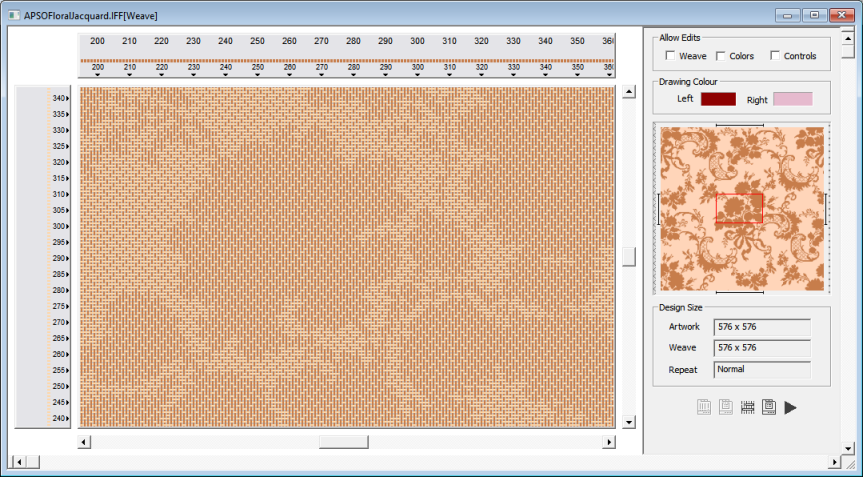 APSOFloralJacquard.IFF[Weave]
200 210 220 230 240 250 260 270 280 290 300 310 320 330 340 350 36
200 210 220 230 240 250 260 270 280 290 300 310 320 330 340 350 36
340
335
330
325
320
315
310
305
300
295
290
285
280
275
270
265
260
255
250
245
240
Allow Edits
Weave Colors Controls
Drawing Colour
Left Right
Design Size
Artwork 576 x 576
Weave 576 x 576
Repeat Normal